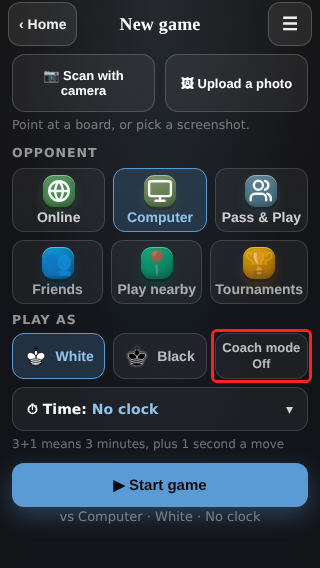 ‹ Home
New game
☰
📷 Scan with
camera
🖼 Upload a photo
Point at a board, or pick a screenshot.
OPPONENT
Online
Computer
Pass & Play
Friends
Play nearby
Tournaments
PLAY AS
White
Black
Coach mode
Off
⏱ Time: No clock ▼
3+1 means 3 minutes, plus 1 second a move
▶ Start game
vs Computer · White · No clock